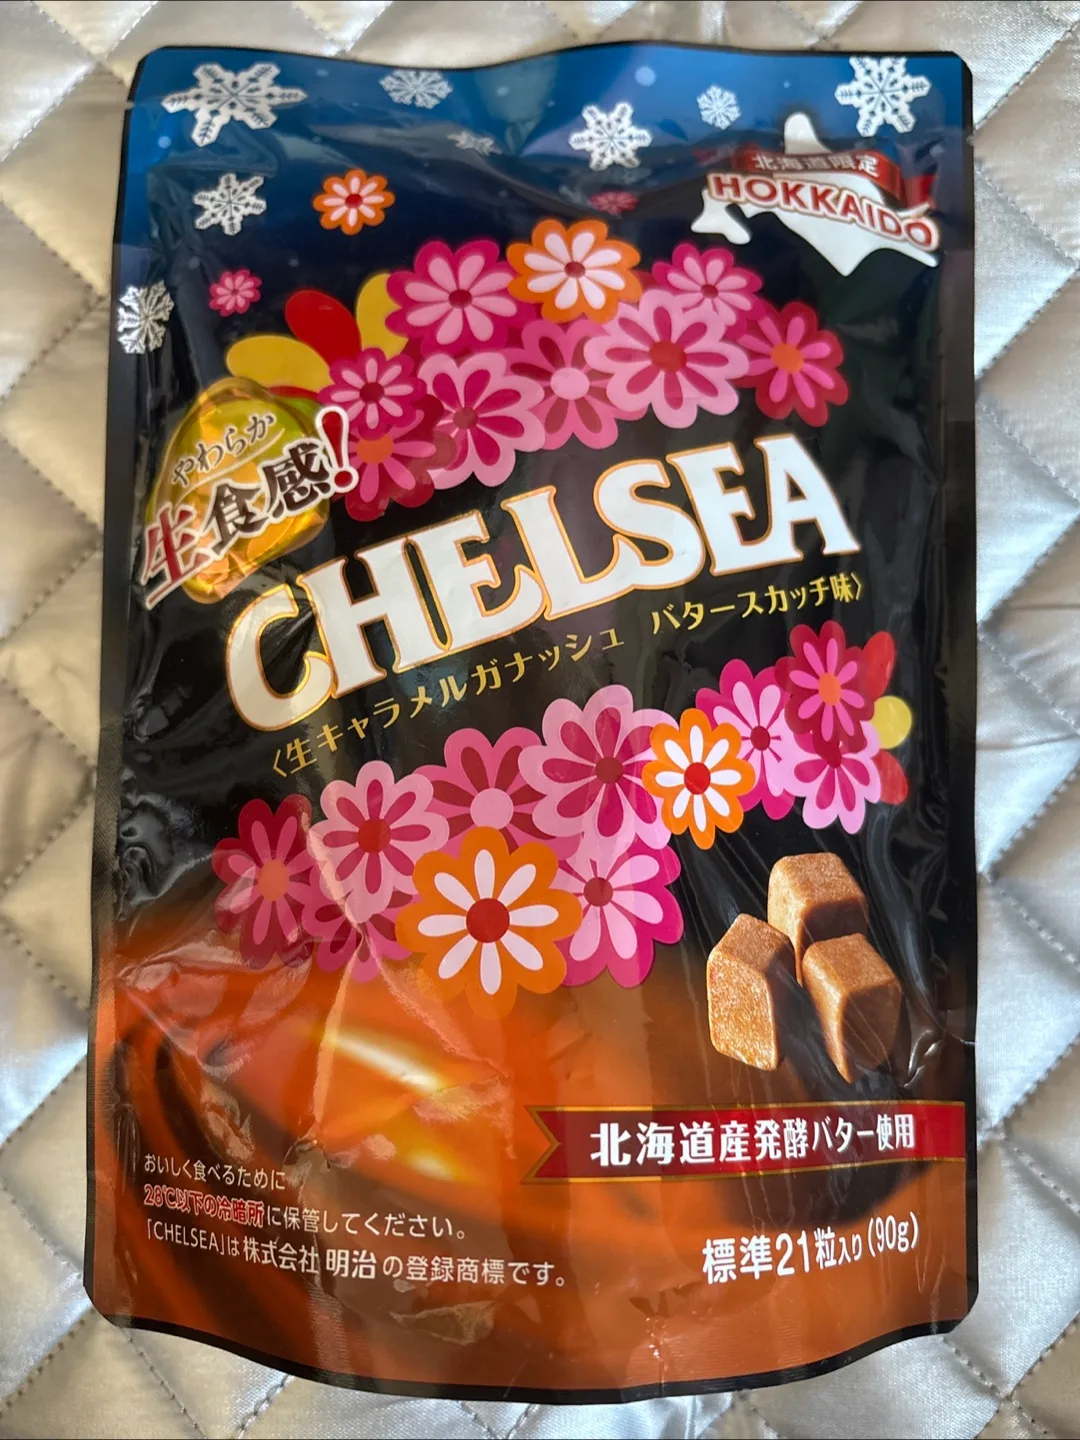 北海道限定
HOKKAIDO
やわらか
生食感!
CHELSEA
〈生キャラメルガナッシュ バタースカッチ味〉
北海道産発酵バター使用
おいしく食べるために
28℃以下の冷暗所に保管してください。
「CHELSEA」は株式会社 明治 の登録商標です。
標準21粒入り(90g)